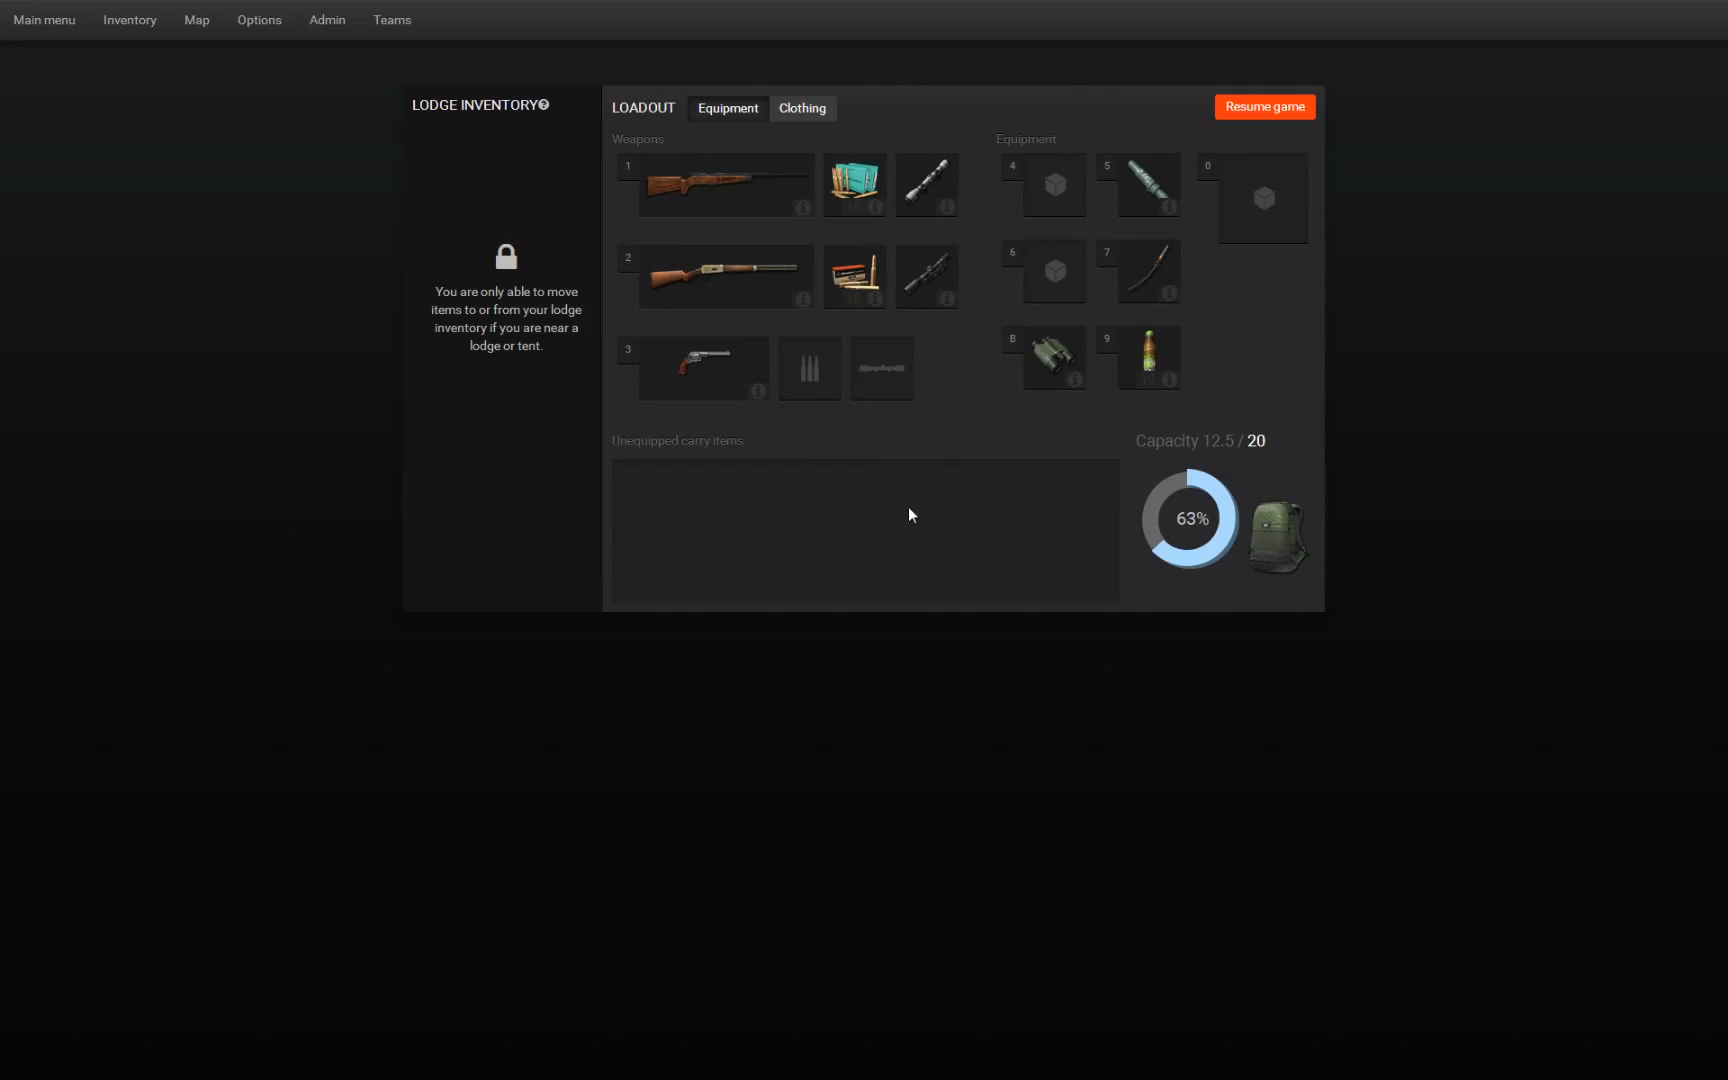 Main menu Inventory Map Options Admin Teams
LODGE INVENTORY
LOADOUT Equipment Clothing Resume game
Weapons Equipment
1 4 5 0
2 6 7
3 8 9
You are only able to move
items to or from your lodge
inventory if you are near a
lodge or tent.
10
Unequipped carry items
Capacity 12.5 / 20
63%